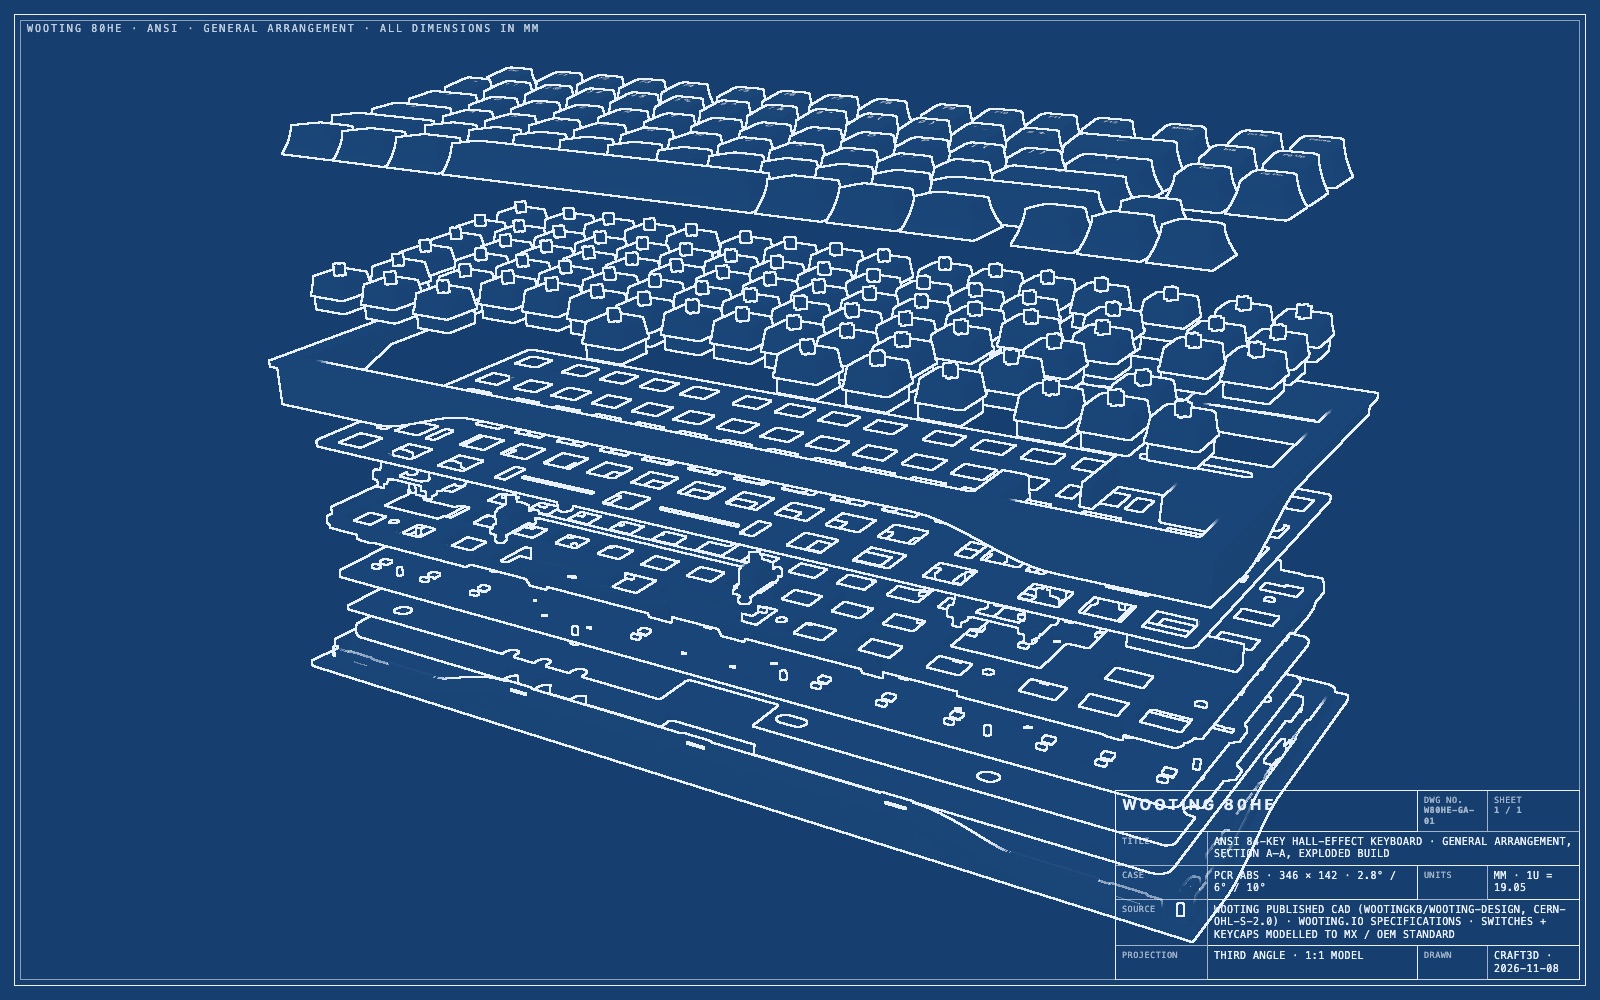 WOOTING 80HE · ANSI · GENERAL ARRANGEMENT · ALL DIMENSIONS IN MM
WOOTING 80HE
DWG NO.
W80HE-GA-
01
SHEET
1 / 1
TITLE
ANSI 84-KEY HALL-EFFECT KEYBOARD · GENERAL ARRANGEMENT,
SECTION A-A, EXPLODED BUILD
CASE
PCR ABS · 346 × 142 · 2.8° /
6° / 10°
UNITS
MM · 1U =
19.05
SOURCE
WOOTING PUBLISHED CAD (WOOTINGKB/WOOTING-DESIGN, CERN-
OHL-S-2.0) · WOOTING.IO SPECIFICATIONS · SWITCHES +
KEYCAPS MODELLED TO MX / OEM STANDARD
PROJECTION
THIRD ANGLE · 1:1 MODEL
DRAWN
CRAFT3D ·
2026-11-08